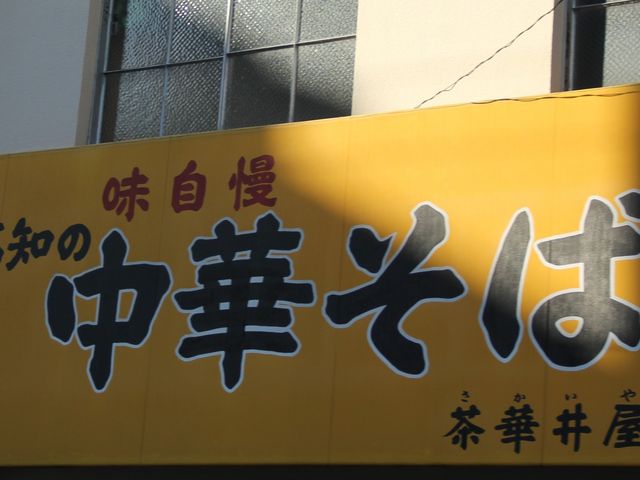 味自慢
知の
中華そば
さかいや
茶華井屋